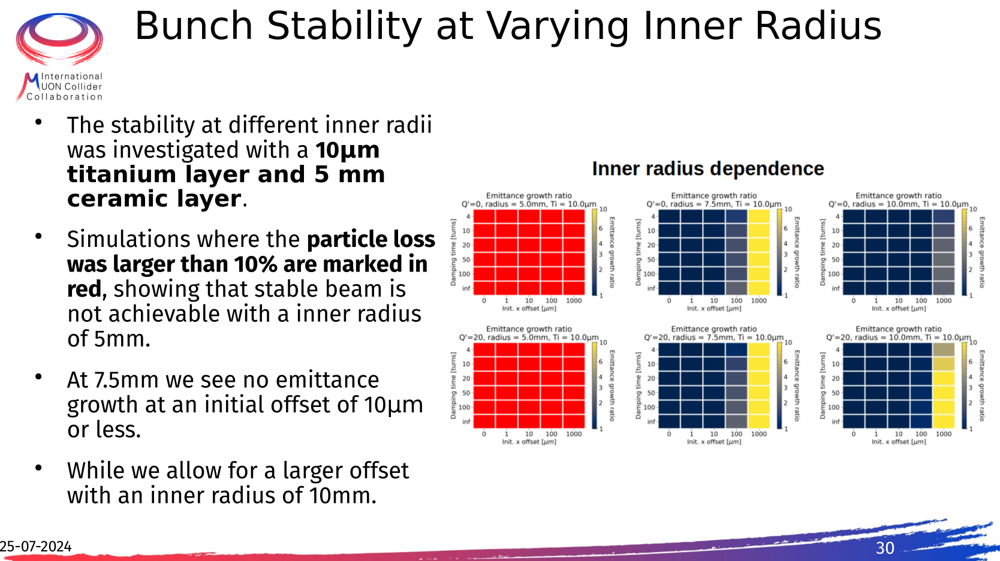 Bunch Stability at Varying Inner Radius
International
MUON Collider
Collaboration
• The stability at different inner radii
was investigated with a 10μm
titanium layer and 5 mm
ceramic layer.
• Simulations where the particle loss
was larger than 10% are marked in
red, showing that stable beam is
not achievable with a inner radius
of 5mm.
• At 7.5mm we see no emittance
growth at an initial offset of 10μm
or less.
• While we allow for a larger offset
with an inner radius of 10mm.
Inner radius dependence
Emittance growth ratio
Q'=0, radius = 5.0mm, Ti = 10.0μm
Damping time [turns]
4
10
20
50
100
inf
0 1 10 100 1000
Init. x offset [μm]
10
6
4
3
2
1
Emittance growth ratio
Emittance growth ratio
Q'=0, radius = 7.5mm, Ti = 10.0μm
Damping time [turns]
4
10
20
50
100
inf
0 1 10 100 1000
Init. x offset [μm]
10
6
4
3
2
1
Emittance growth ratio
Emittance growth ratio
Q'=0, radius = 10.0mm, Ti = 10.0μm
Damping time [turns]
4
10
20
50
100
inf
0 1 10 100 1000
Init. x offset [μm]
10
6
4
3
2
1
Emittance growth ratio
Emittance growth ratio
Q'=20, radius = 5.0mm, Ti = 10.0μm
Damping time [turns]
4
10
20
50
100
inf
0 1 10 100 1000
Init. x offset [μm]
10
6
4
3
2
1
Emittance growth ratio
Emittance growth ratio
Q'=20, radius = 7.5mm, Ti = 10.0μm
Damping time [turns]
4
10
20
50
100
inf
0 1 10 100 1000
Init. x offset [μm]
10
6
4
3
2
1
Emittance growth ratio
Emittance growth ratio
Q'=20, radius = 10.0mm, Ti = 10.0μm
Damping time [turns]
4
10
20
50
100
inf
0 1 10 100 1000
Init. x offset [μm]
10
6
4
3
2
1
Emittance growth ratio
25-07-2024
30